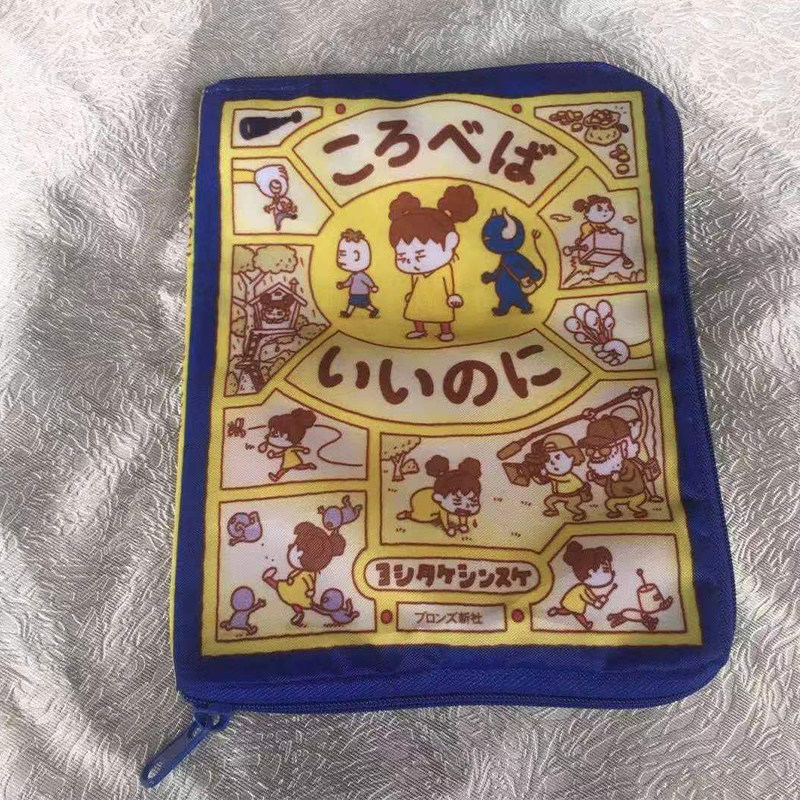 ころべば
いいのに
ヨシタケシンスケ
ブロンズ新社